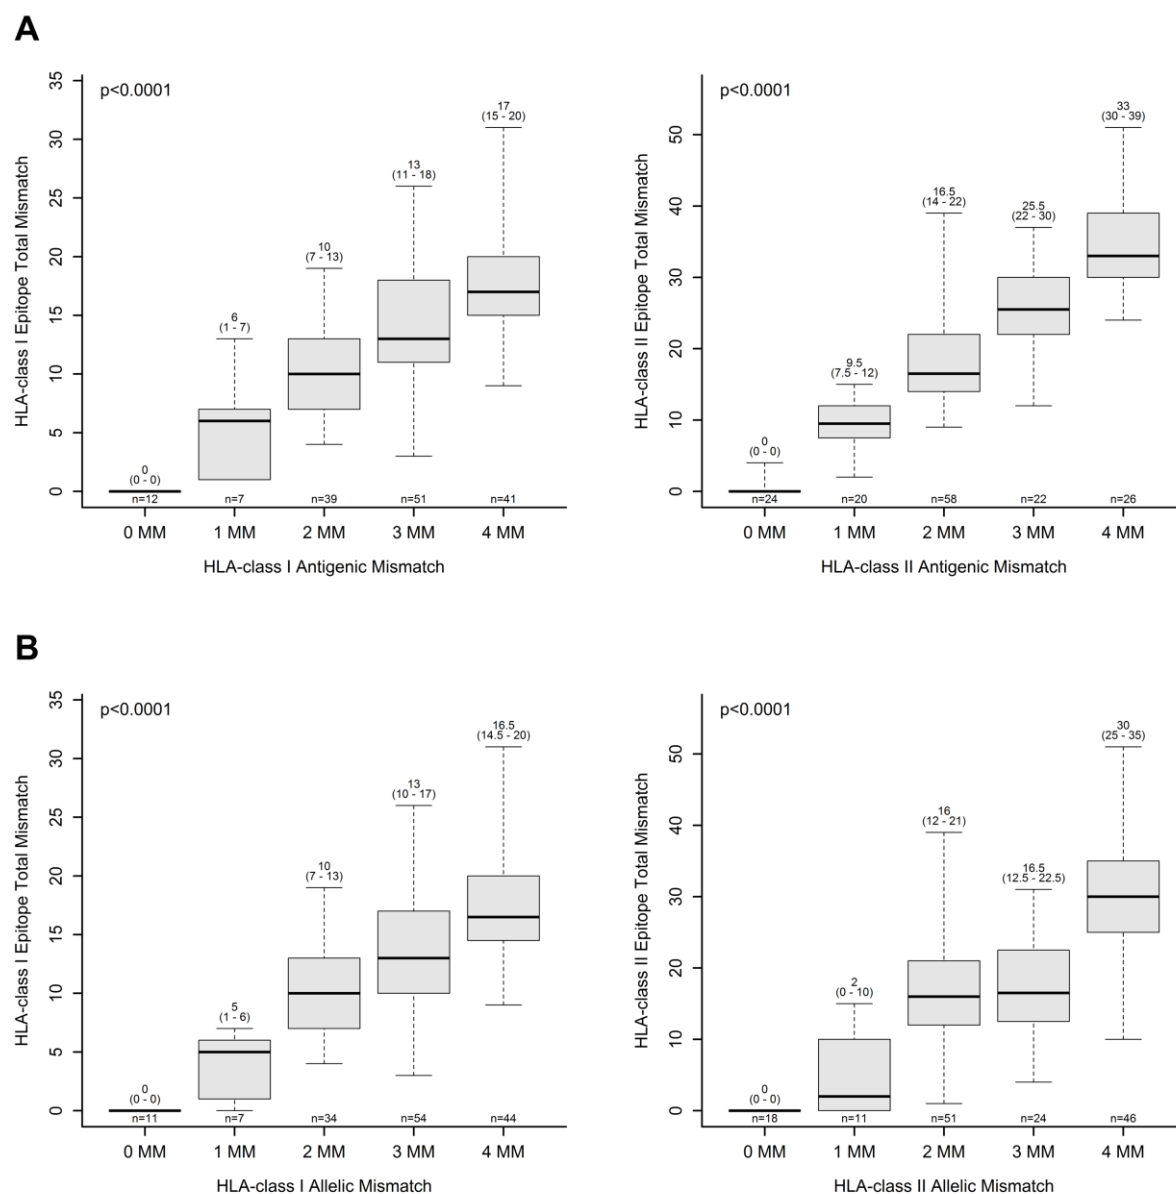 A
p<0.0001
HLA-class I Epitope Total Mismatch
35
30
25
20
15
10
5
0
0
(0 - 0)
6
(1 - 7)
10
(7 - 13)
13
(11 - 18)
17
(15 - 20)
n=12 n=7 n=39 n=51 n=41
0 MM 1 MM 2 MM 3 MM 4 MM
HLA-class I Antigenic Mismatch
p<0.0001
HLA-class II Epitope Total Mismatch
50
40
30
20
10
0
0
(0 - 0)
9.5
(7.5 - 12)
16.5
(14 - 22)
25.5
(22 - 30)
33
(30 - 39)
n=24 n=20 n=58 n=22 n=26
0 MM 1 MM 2 MM 3 MM 4 MM
HLA-class II Antigenic Mismatch
B
p<0.0001
HLA-class I Epitope Total Mismatch
35
30
25
20
15
10
5
0
0
(0 - 0)
5
(1 - 6)
10
(7 - 13)
13
(10 - 17)
16.5
(14.5 - 20)
n=11 n=7 n=34 n=54 n=44
0 MM 1 MM 2 MM 3 MM 4 MM
HLA-class I Allelic Mismatch
p<0.0001
HLA-class II Epitope Total Mismatch
50
40
30
20
10
0
0
(0 - 0)
2
(0 - 10)
16
(12 - 21)
16.5
(12.5 - 22.5)
30
(25 - 35)
n=18 n=11 n=51 n=24 n=46
0 MM 1 MM 2 MM 3 MM 4 MM
HLA-class II Allelic Mismatch